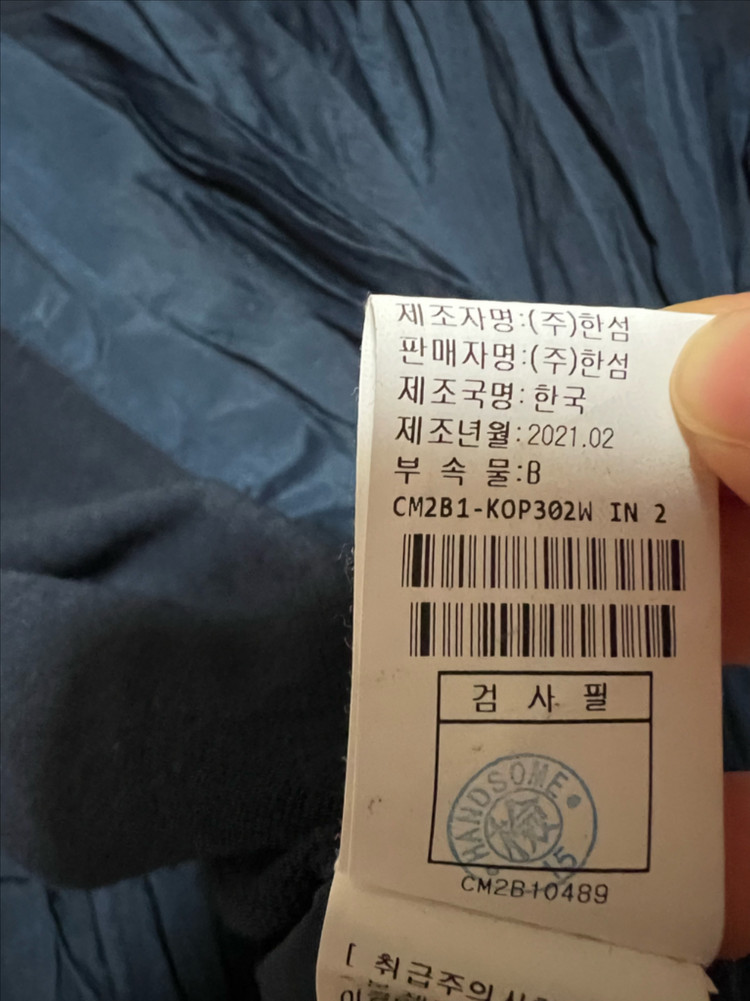 제조자명:(주)한섬
판매자명:(주)한섬
제조국명:한국
제조년월:2021.02
부 속 물:B
CM2B1-KOP302W IN 2
검 사 필
HANDSOME
15
CM2B10489
[ 취급주의사